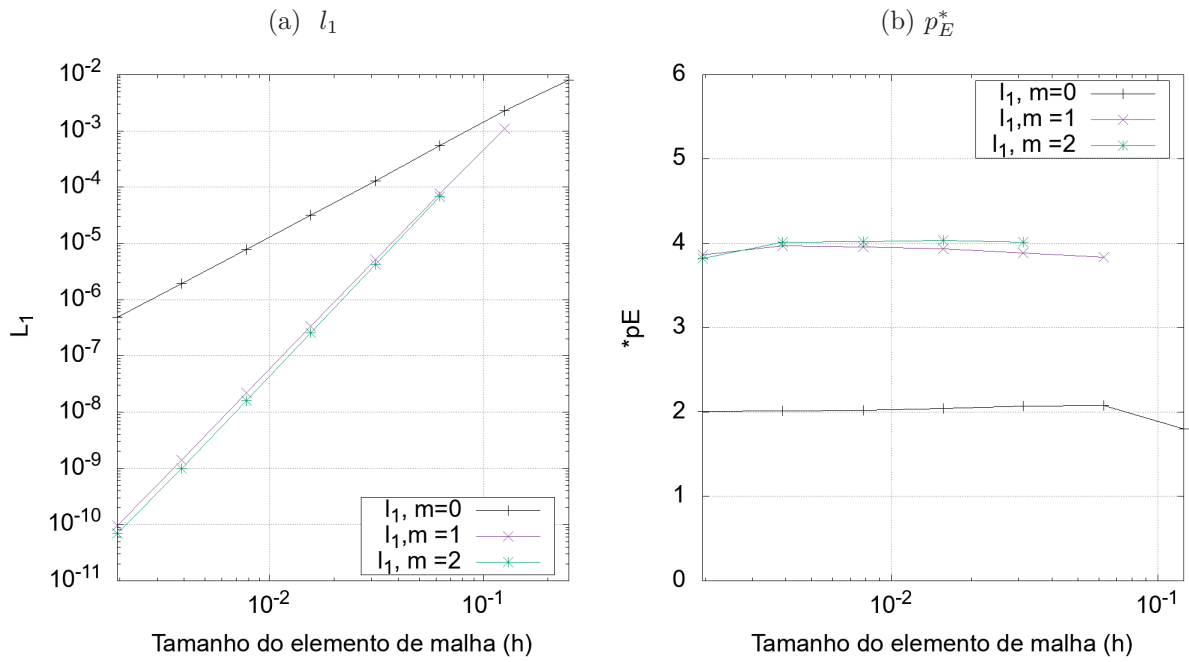 (a) l₁
10⁻²
10⁻³
10⁻⁴
10⁻⁵
10⁻⁶
10⁻⁷
10⁻⁸
10⁻⁹
10⁻¹⁰
10⁻¹¹
L₁
l₁, m=0
l₁,m =1
l₁, m =2
10⁻² 10⁻¹
Tamanho do elemento de malha (h)
(b) p*_E
6
5
4
3
2
1
0
*pE
l₁, m=0
l₁,m =1
l₁, m =2
10⁻² 10⁻¹
Tamanho do elemento de malha (h)